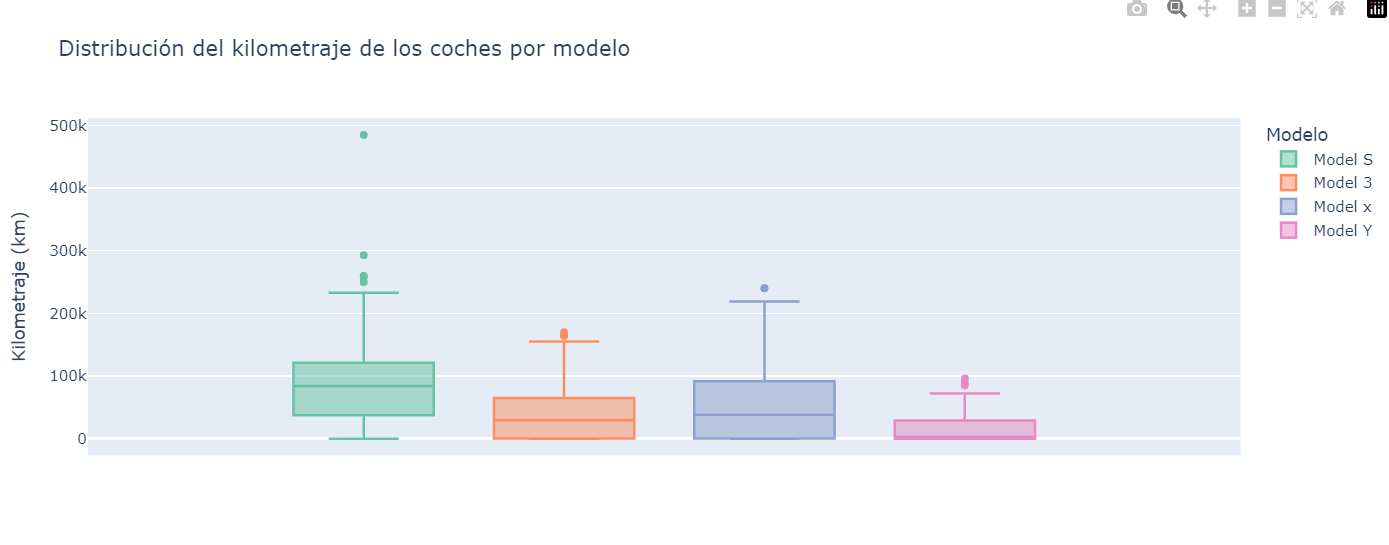 Distribución del kilometraje de los coches por modelo
Kilometraje (km)
500k
400k
300k
200k
100k
0
Modelo
Model S
Model 3
Model x
Model Y